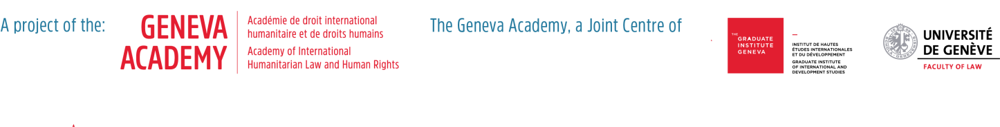 A project of the:
GENEVA
ACADEMY
Académie de droit international
humanitaire et de droits humains
Academy of International
Humanitarian Law and Human Rights
The Geneva Academy, a Joint Centre of
THE
GRADUATE
INSTITUTE
GENEVA
INSTITUT DE HAUTES
ÉTUDES INTERNATIONALES
ET DU DÉVELOPPEMENT
GRADUATE INSTITUTE
OF INTERNATIONAL AND
DEVELOPMENT STUDIES
UNIVERSITÉ
DE GENÈVE
FACULTY OF LAW